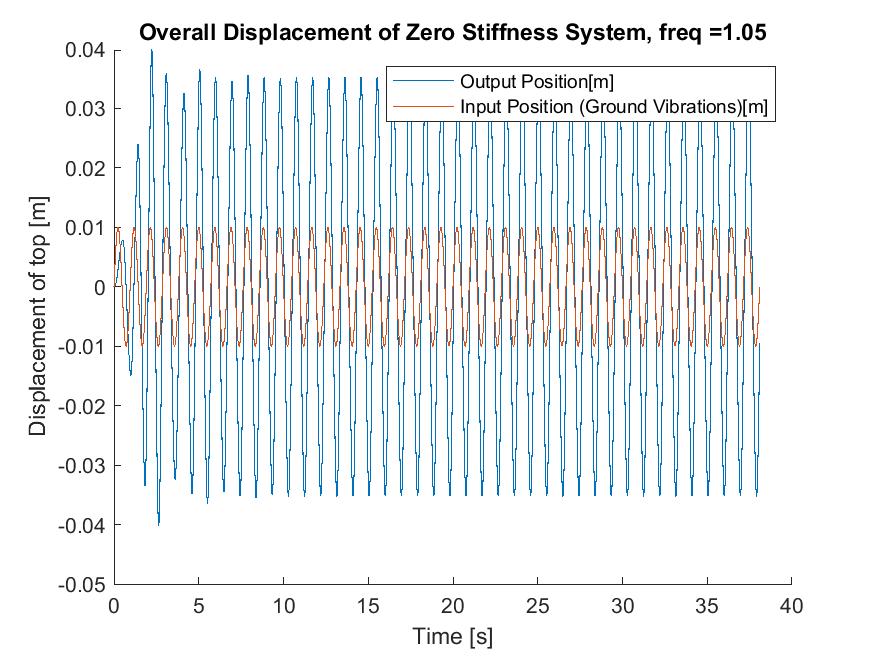 Overall Displacement of Zero Stiffness System, freq =1.05
Output Position[m]
Input Position (Ground Vibrations)[m]
Displacement of top [m]
0.04
0.03
0.02
0.01
0
-0.01
-0.02
-0.03
-0.04
-0.05
0 5 10 15 20 25 30 35 40
Time [s]